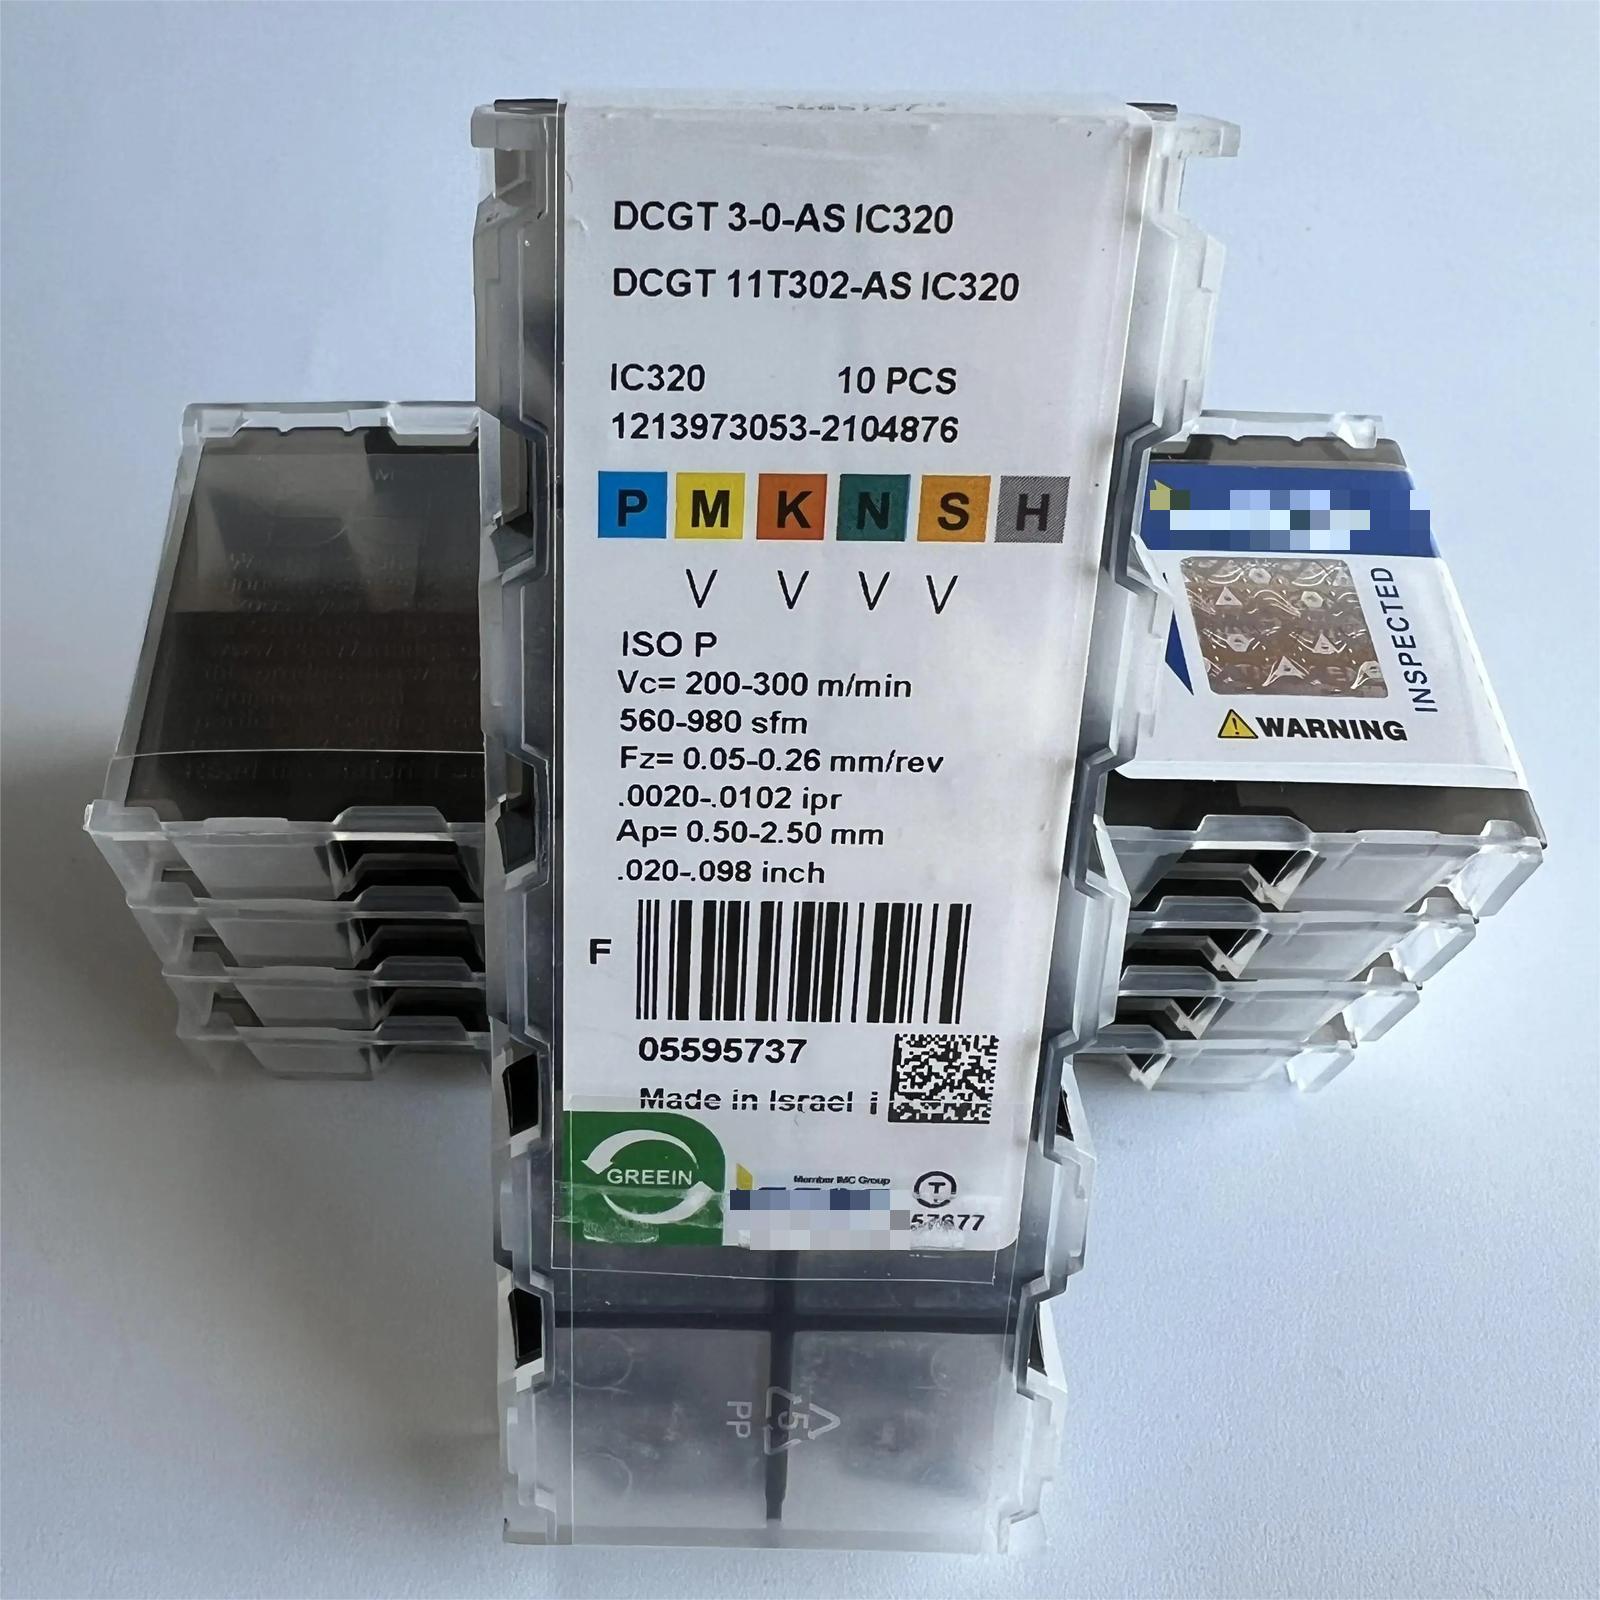 DCGT 3-0-AS IC320
DCGT 11T302-AS IC320
IC320 10 PCS
1213973053-2104876
P M K N S H
V V V V
ISO P
Vc= 200-300 m/min
560-980 sfm
Fz= 0.05-0.26 mm/rev
.0020-.0102 ipr
Ap= 0.50-2.50 mm
.020-.098 inch
F
05595737
Made in Israel i
GREEIN
Member IMC Group
T
57677
5
PP
INSPECTED
WARNING